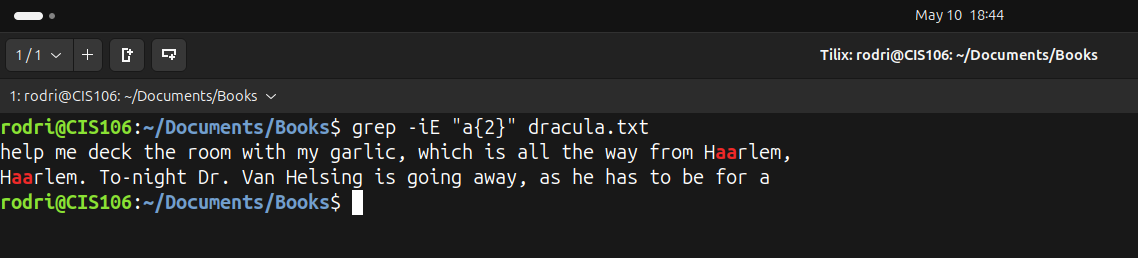 May 10 18:44
1 / 1
Tilix: rodri@CIS106: ~/Documents/Books
1: rodri@CIS106: ~/Documents/Books
rodri@CIS106:~/Documents/Books$ grep -iE "a{2}" dracula.txt
help me deck the room with my garlic, which is all the way from Haarlem,
Haarlem. To-night Dr. Van Helsing is going away, as he has to be for a
rodri@CIS106:~/Documents/Books$